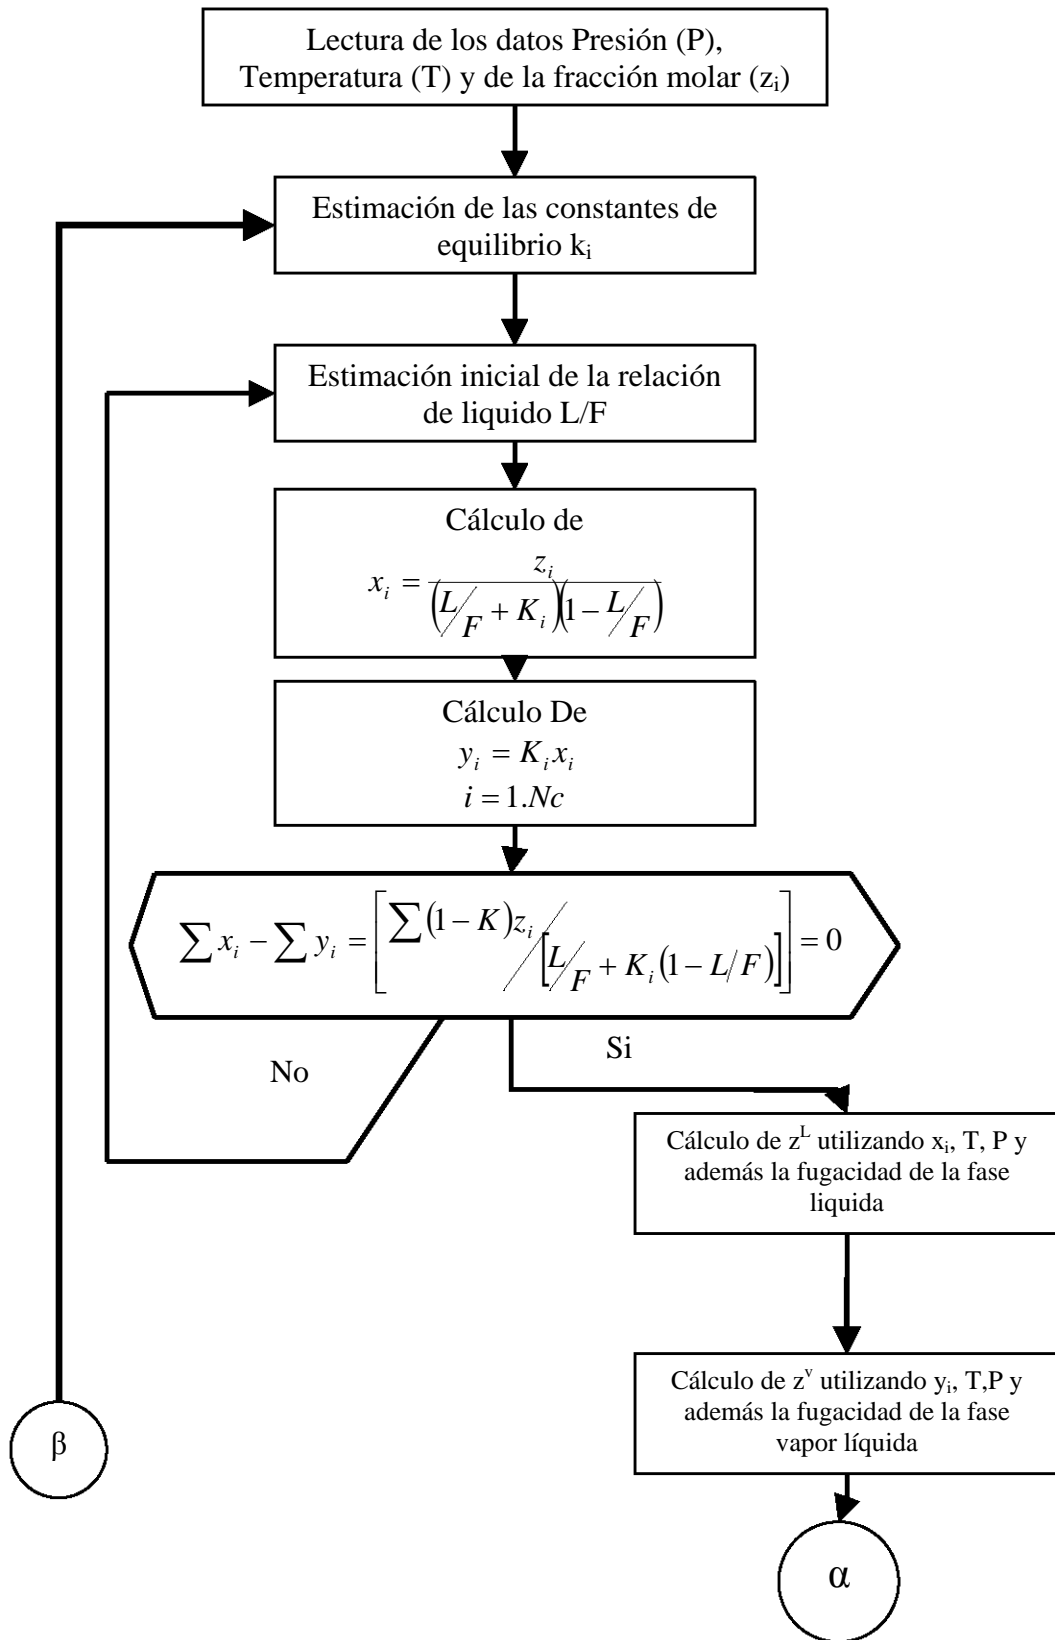 Lectura de los datos Presión (P),
Temperatura (T) y de la fracción molar (zᵢ)
Estimación de las constantes de
equilibrio kᵢ
Estimación inicial de la relación
de liquido L/F
Cálculo de
xᵢ = zᵢ / (L/F + Kᵢ)(1 − L/F)
Cálculo De
yᵢ = Kᵢxᵢ
i = 1.Nc
∑xᵢ − ∑yᵢ = [∑(1 − K)zᵢ / [L/F + Kᵢ(1 − L/F)]] = 0
No
Si
Cálculo de zᴸ utilizando xᵢ, T, P y
además la fugacidad de la fase
liquida
Cálculo de zᵛ utilizando yᵢ, T,P y
además la fugacidad de la fase
vapor líquida
β
α